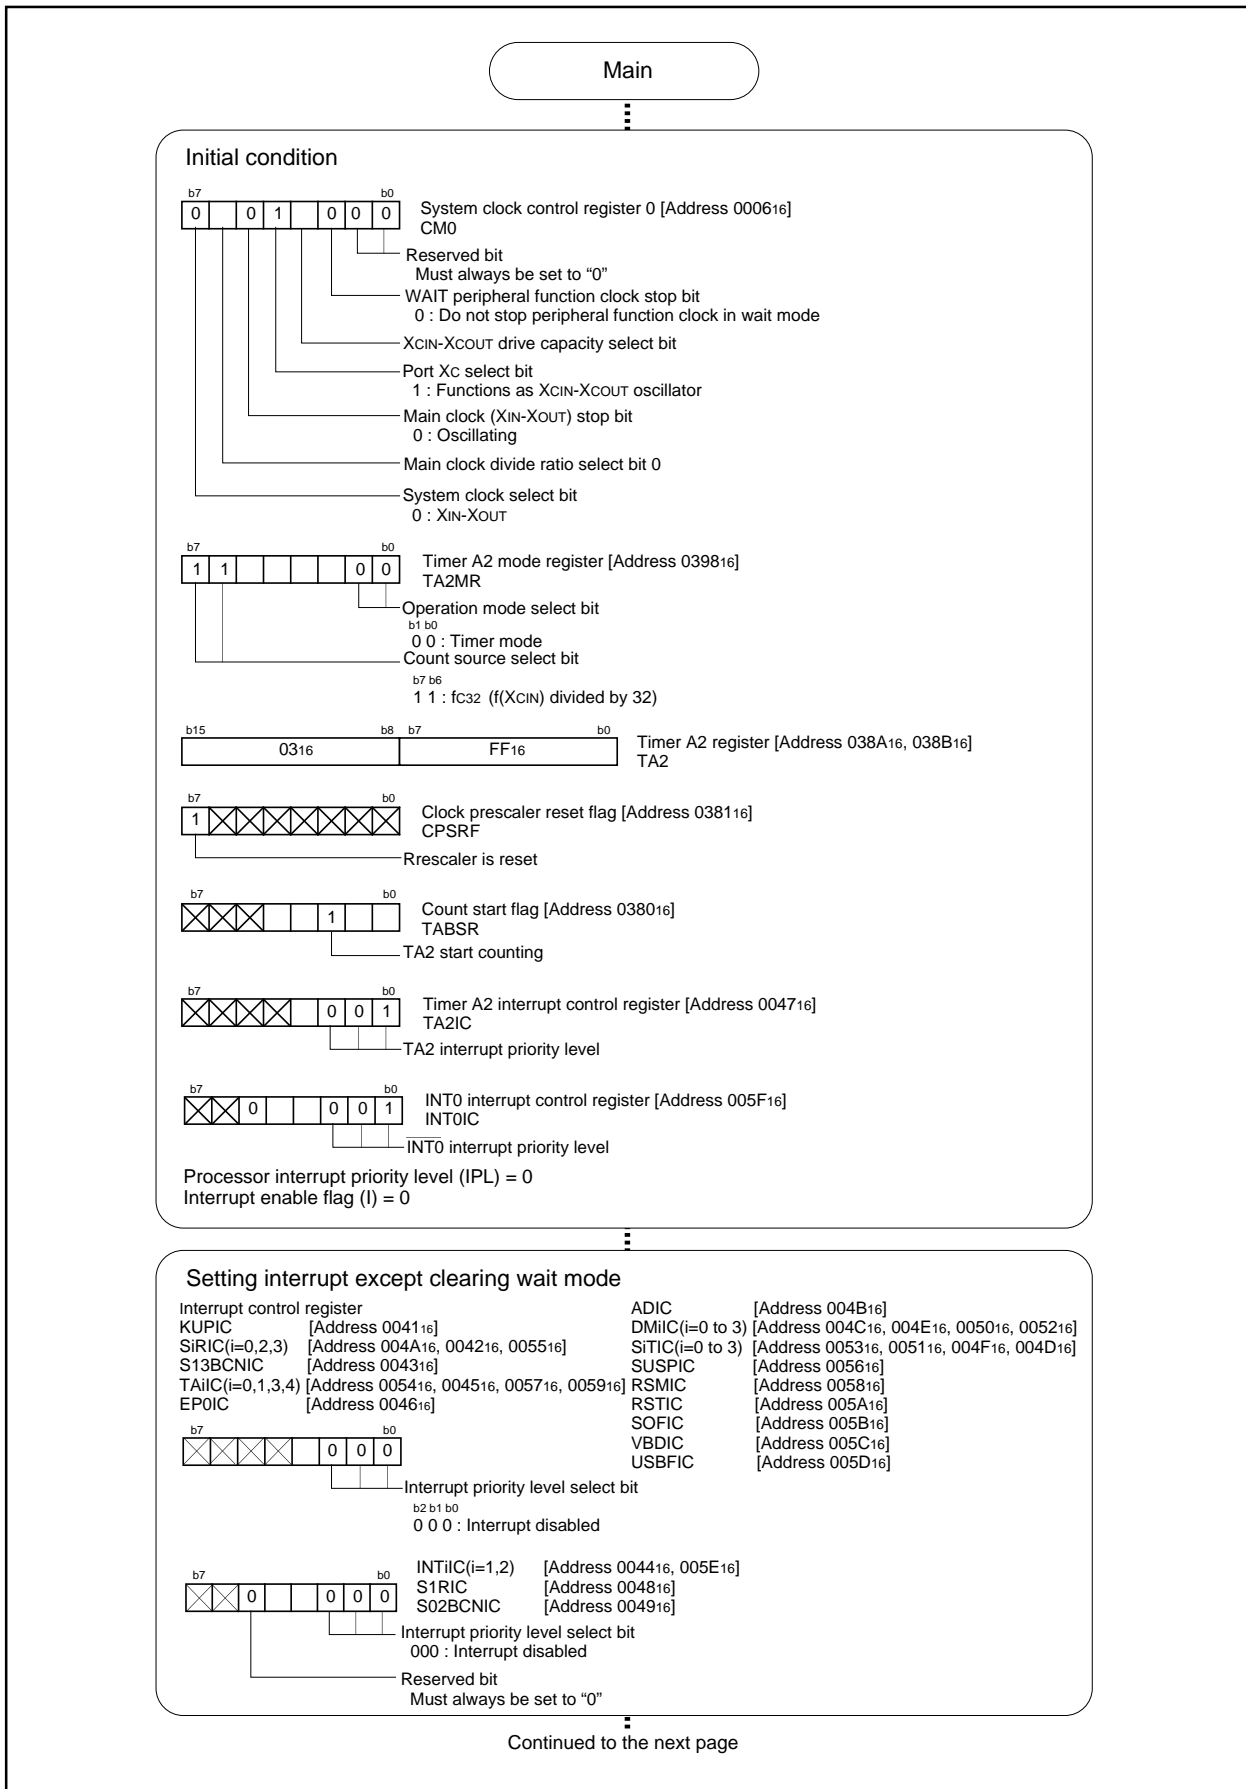 Main
Initial condition
b7 b0
0 0 1 0 0 0
System clock control register 0 [Address 000616]
CM0
Reserved bit
Must always be set to “0”
WAIT peripheral function clock stop bit
0 : Do not stop peripheral function clock in wait mode
XCIN-XCOUT drive capacity select bit
Port XC select bit
1 : Functions as XCIN-XCOUT oscillator
Main clock (XIN-XOUT) stop bit
0 : Oscillating
Main clock divide ratio select bit 0
System clock select bit
0 : XIN-XOUT
b7 b0
1 1 0 0
Timer A2 mode register [Address 039816]
TA2MR
Operation mode select bit
b1 b0
0 0 : Timer mode
Count source select bit
b7 b6
1 1 : fC32 (f(XCIN) divided by 32)
b15 b8 b7 b0
0316 FF16
Timer A2 register [Address 038A16, 038B16]
TA2
b7 b0
1
Clock prescaler reset flag [Address 038116]
CPSRF
Rrescaler is reset
b7 b0
1
Count start flag [Address 038016]
TABSR
TA2 start counting
b7 b0
0 0 1
Timer A2 interrupt control register [Address 004716]
TA2IC
TA2 interrupt priority level
b7 b0
0 0 0 1
INT0 interrupt control register [Address 005F16]
INT0IC
INT0 interrupt priority level
Processor interrupt priority level (IPL) = 0
Interrupt enable flag (I) = 0
Setting interrupt except clearing wait mode
Interrupt control register
KUPIC [Address 004116]
SiRIC(i=0,2,3) [Address 004A16, 004216, 005516]
S13BCNIC [Address 004316]
TAiIC(i=0,1,3,4) [Address 005416, 004516, 005716, 005916]
EP0IC [Address 004616]
ADIC [Address 004B16]
DMiIC(i=0 to 3) [Address 004C16, 004E16, 005016, 005216]
SiTIC(i=0 to 3) [Address 005316, 005116, 004F16, 004D16]
SUSPIC [Address 005616]
RSMIC [Address 005816]
RSTIC [Address 005A16]
SOFIC [Address 005B16]
VBDIC [Address 005C16]
USBFIC [Address 005D16]
b7 b0
0 0 0
Interrupt priority level select bit
b2 b1 b0
0 0 0 : Interrupt disabled
b7 b0
0 0 0 0
INTiIC(i=1,2) [Address 004416, 005E16]
S1RIC [Address 004816]
S02BCNIC [Address 004916]
Interrupt priority level select bit
000 : Interrupt disabled
Reserved bit
Must always be set to “0”
Continued to the next page